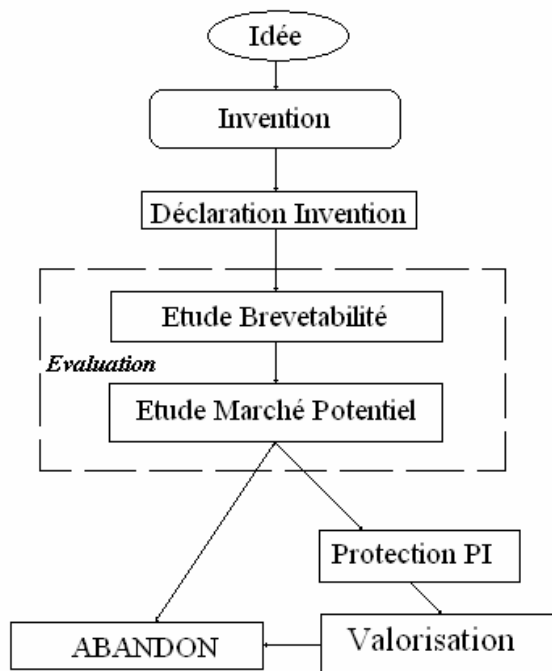 Idée
Invention
Déclaration Invention
Etude Brevetabilité
Evaluation
Etude Marché Potentiel
Protection PI
ABANDON
Valorisation